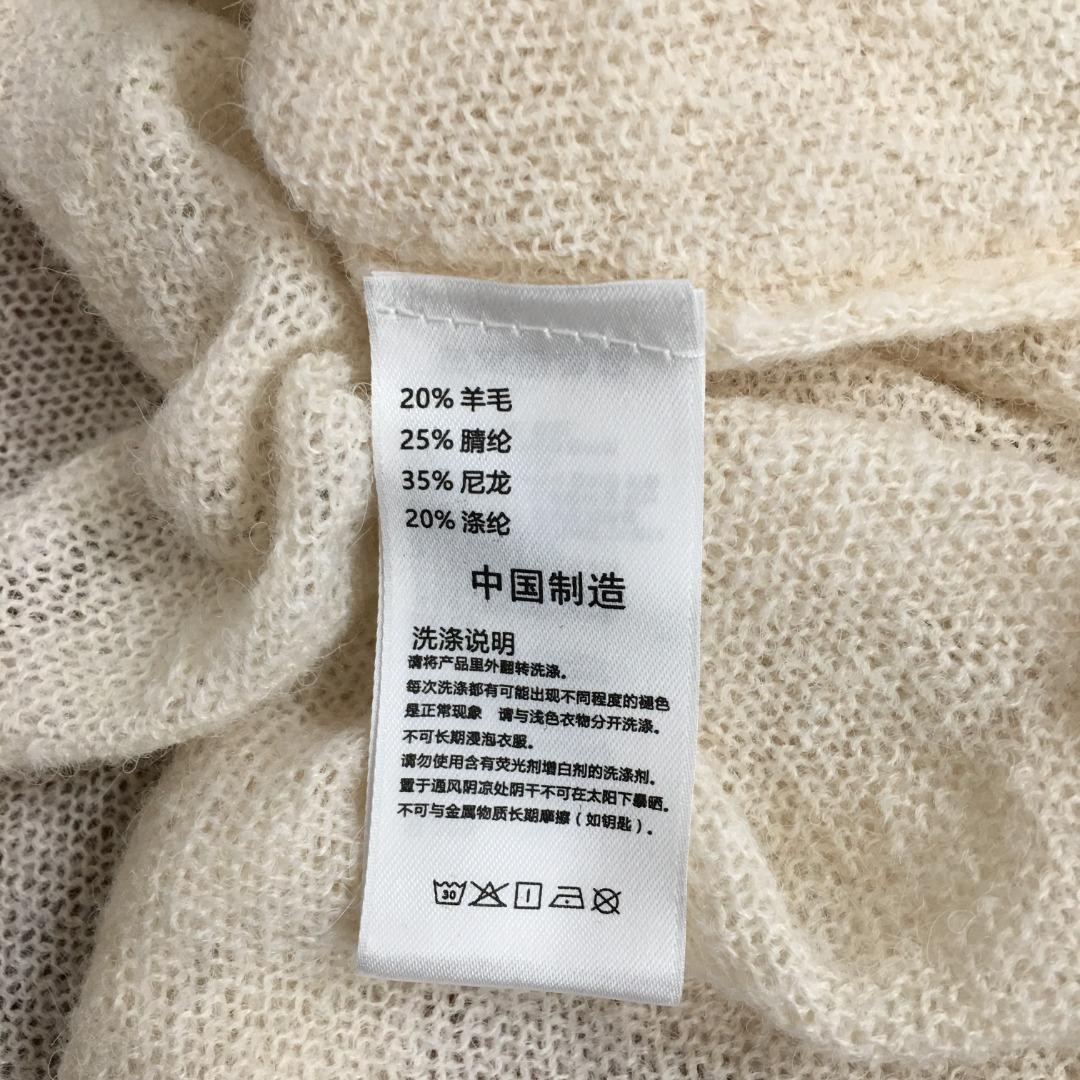 20% 羊毛
25% 腈纶
35% 尼龙
20% 涤纶
中国制造
洗涤说明
请将产品里外翻转洗涤。
每次洗涤都有可能出现不同程度的褪色
是正常现象 请与浅色衣物分开洗涤。
不可长期浸泡衣服。
请勿使用含有荧光剂增白剂的洗涤剂。
置于通风阴凉处阴干不可在太阳下暴晒。
不可与金属物质长期摩擦（如钥匙）。
30